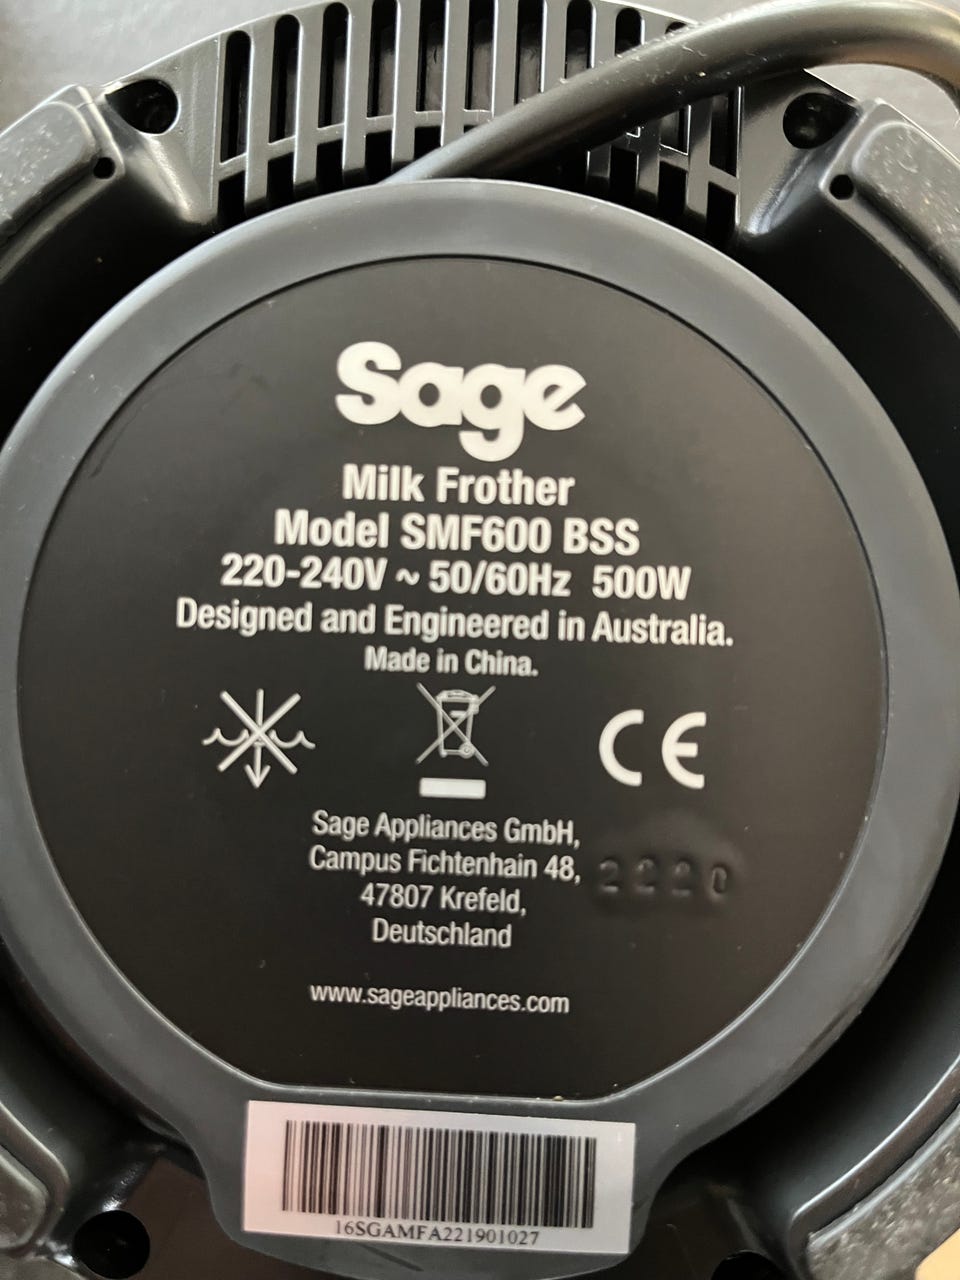 Sage
Milk Frother
Model SMF600 BSS
220-240V ~ 50/60Hz 500W
Designed and Engineered in Australia.
Made in China.
CE
Sage Appliances GmbH,
Campus Fichtenhain 48,
47807 Krefeld,
Deutschland
2220
www.sageappliances.com
16SGAMFA221901027